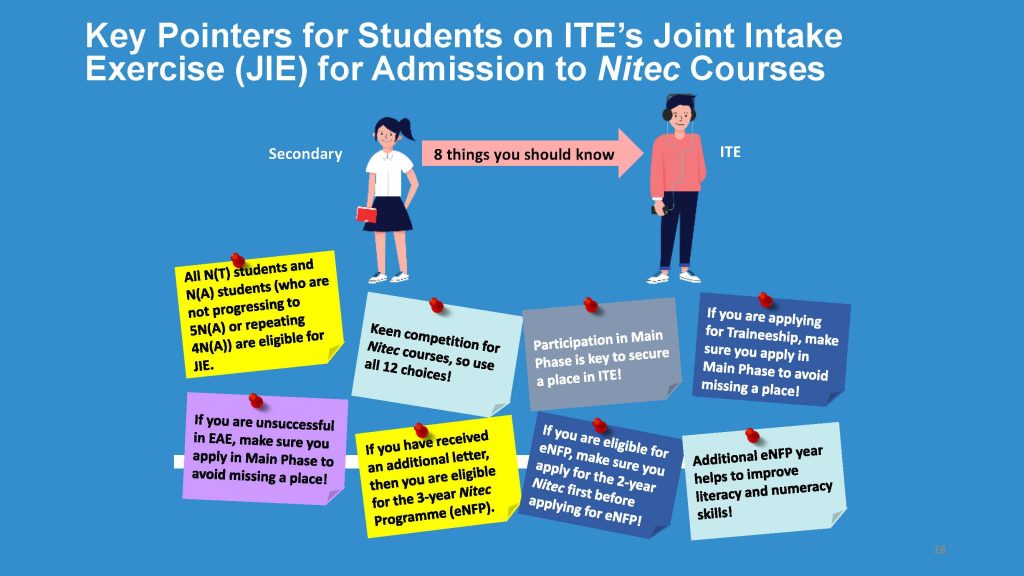 Key Pointers for Students on ITE's Joint Intake
Exercise (JIE) for Admission to Nitec Courses
Secondary
8 things you should know
ITE
All N(T) students and
N(A) students (who are
not progressing to
5N(A) or repeating
4N(A)) are eligible for
JIE.
Keen competition for
Nitec courses, so use
all 12 choices!
Participation in Main
Phase is key to secure
a place in ITE!
If you are applying
for Traineeship, make
sure you apply in
Main Phase to avoid
missing a place!
If you are unsuccessful
in EAE, make sure you
apply in Main Phase to
avoid missing a place!
If you have received
an additional letter,
then you are eligible
for the 3-year Nitec
Programme (eNFP).
If you are eligible for
eNFP, make sure you
apply for the 2-year
Nitec first before
applying for eNFP!
Additional eNFP year
helps to improve
literacy and numeracy
skills!
18